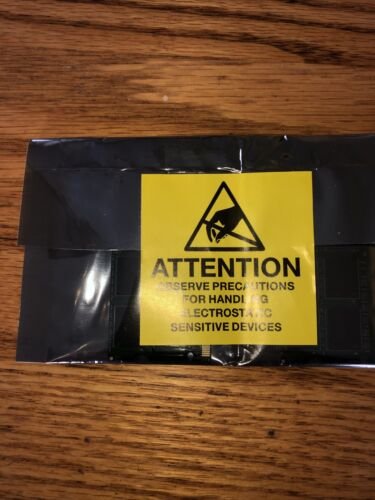 ATTENTION
OBSERVE PRECAUTIONS
FOR HANDLING
ELECTROSTATIC
SENSITIVE DEVICES